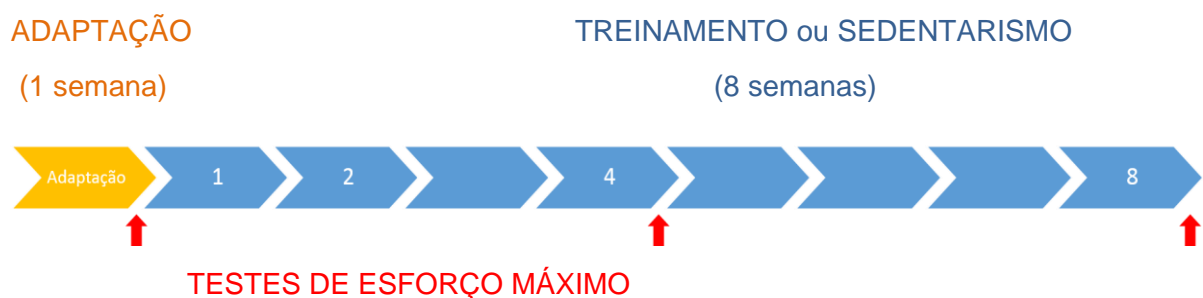 ADAPTAÇÃO
TREINAMENTO ou SEDENTARISMO
(1 semana)
(8 semanas)
Adaptação
1
2
4
8
TESTES DE ESFORÇO MÁXIMO